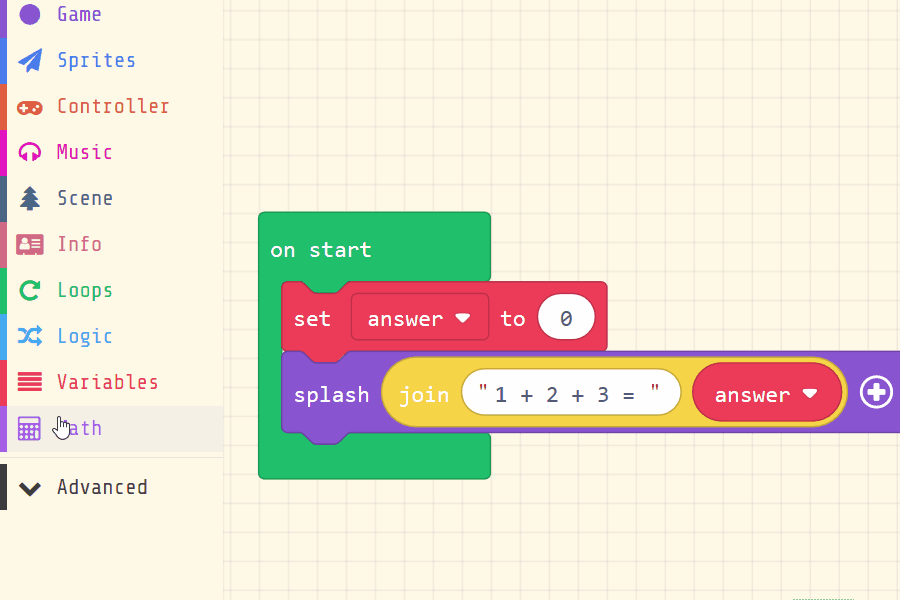 Game
Sprites
Controller
Music
Scene
Info
Loops
Logic
Variables
ath
Advanced
on start
set answer to 0
splash join "1 + 2 + 3 = " answer